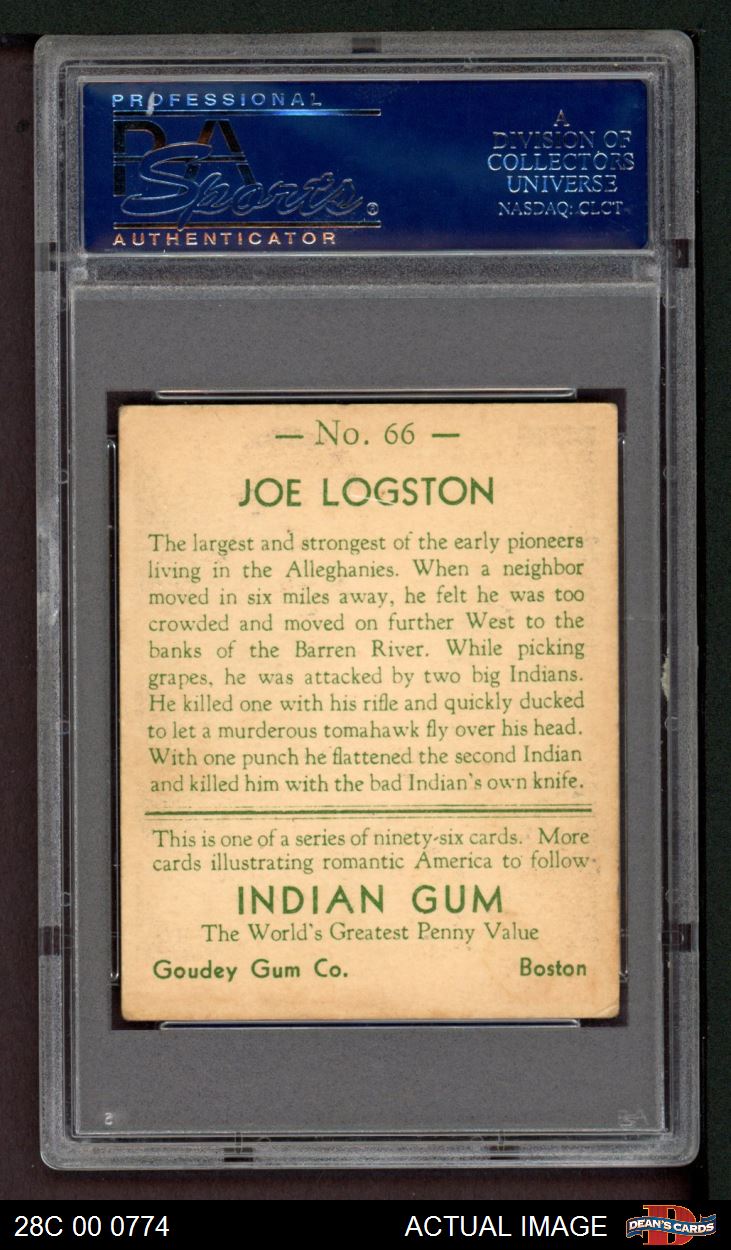 PROFESSIONAL
PSA
Sports®
AUTHENTICATOR
A
DIVISION OF
COLLECTORS
UNIVERSE
NASDAQ: CLCT
— No. 66 —
JOE LOGSTON
The largest and strongest of the early pioneers
living in the Alleghanies. When a neighbor
moved in six miles away, he felt he was too
crowded and moved on further West to the
banks of the Barren River. While picking
grapes, he was attacked by two big Indians.
He killed one with his rifle and quickly ducked
to let a murderous tomahawk fly over his head.
With one punch he flattened the second Indian
and killed him with the bad Indian's own knife.
This is one of a series of ninety-six cards. More
cards illustrating romantic America to follow.
INDIAN GUM
The World's Greatest Penny Value
Goudey Gum Co. Boston
28C 00 0774 ACTUAL IMAGE DEAN'S CARDS